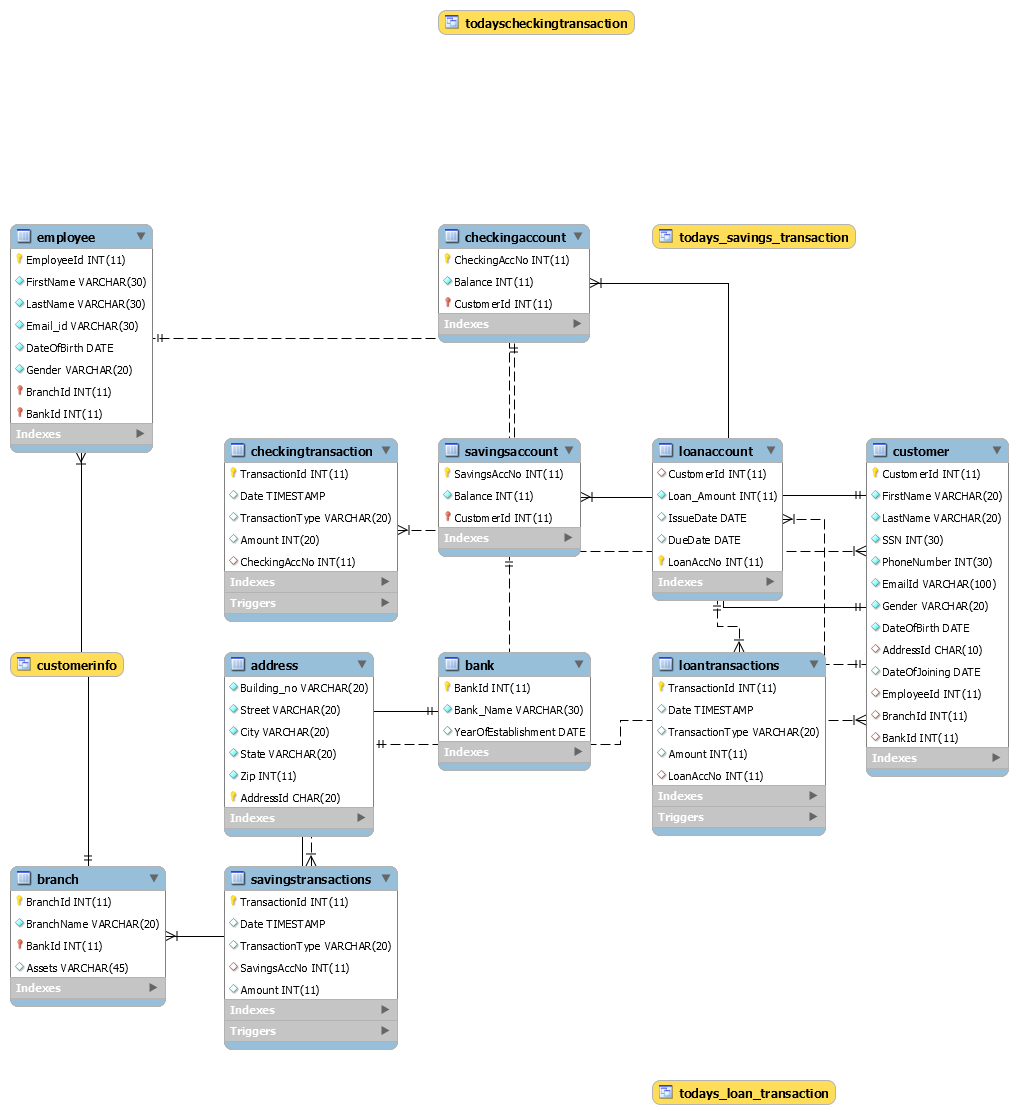 todayscheckingtransaction
employee
EmployeeId INT(11)
FirstName VARCHAR(30)
LastName VARCHAR(30)
Email_id VARCHAR(30)
DateOfBirth DATE
Gender VARCHAR(20)
BranchId INT(11)
BankId INT(11)
Indexes
checkingaccount
CheckingAccNo INT(11)
Balance INT(11)
CustomerId INT(11)
Indexes
todays_savings_transaction
checkingtransaction
TransactionId INT(11)
Date TIMESTAMP
TransactionType VARCHAR(20)
Amount INT(20)
CheckingAccNo INT(11)
Indexes
Triggers
savingsaccount
SavingsAccNo INT(11)
Balance INT(11)
CustomerId INT(11)
Indexes
loanaccount
CustomerId INT(11)
Loan_Amount INT(11)
IssueDate DATE
DueDate DATE
LoanAccNo INT(11)
Indexes
customer
CustomerId INT(11)
FirstName VARCHAR(20)
LastName VARCHAR(20)
SSN INT(30)
PhoneNumber INT(30)
EmailId VARCHAR(100)
Gender VARCHAR(20)
DateOfBirth DATE
AddressId CHAR(10)
DateOfJoining DATE
EmployeeId INT(11)
BranchId INT(11)
BankId INT(11)
Indexes
customerinfo
address
Building_no VARCHAR(20)
Street VARCHAR(20)
City VARCHAR(20)
State VARCHAR(20)
Zip INT(11)
AddressId CHAR(20)
Indexes
bank
BankId INT(11)
Bank_Name VARCHAR(30)
YearOfEstablishment DATE
Indexes
loantransactions
TransactionId INT(11)
Date TIMESTAMP
TransactionType VARCHAR(20)
Amount INT(11)
LoanAccNo INT(11)
Indexes
Triggers
branch
BranchId INT(11)
BranchName VARCHAR(20)
BankId INT(11)
Assets VARCHAR(45)
Indexes
savingstransactions
TransactionId INT(11)
Date TIMESTAMP
TransactionType VARCHAR(20)
SavingsAccNo INT(11)
Amount INT(11)
Indexes
Triggers
todays_loan_transaction